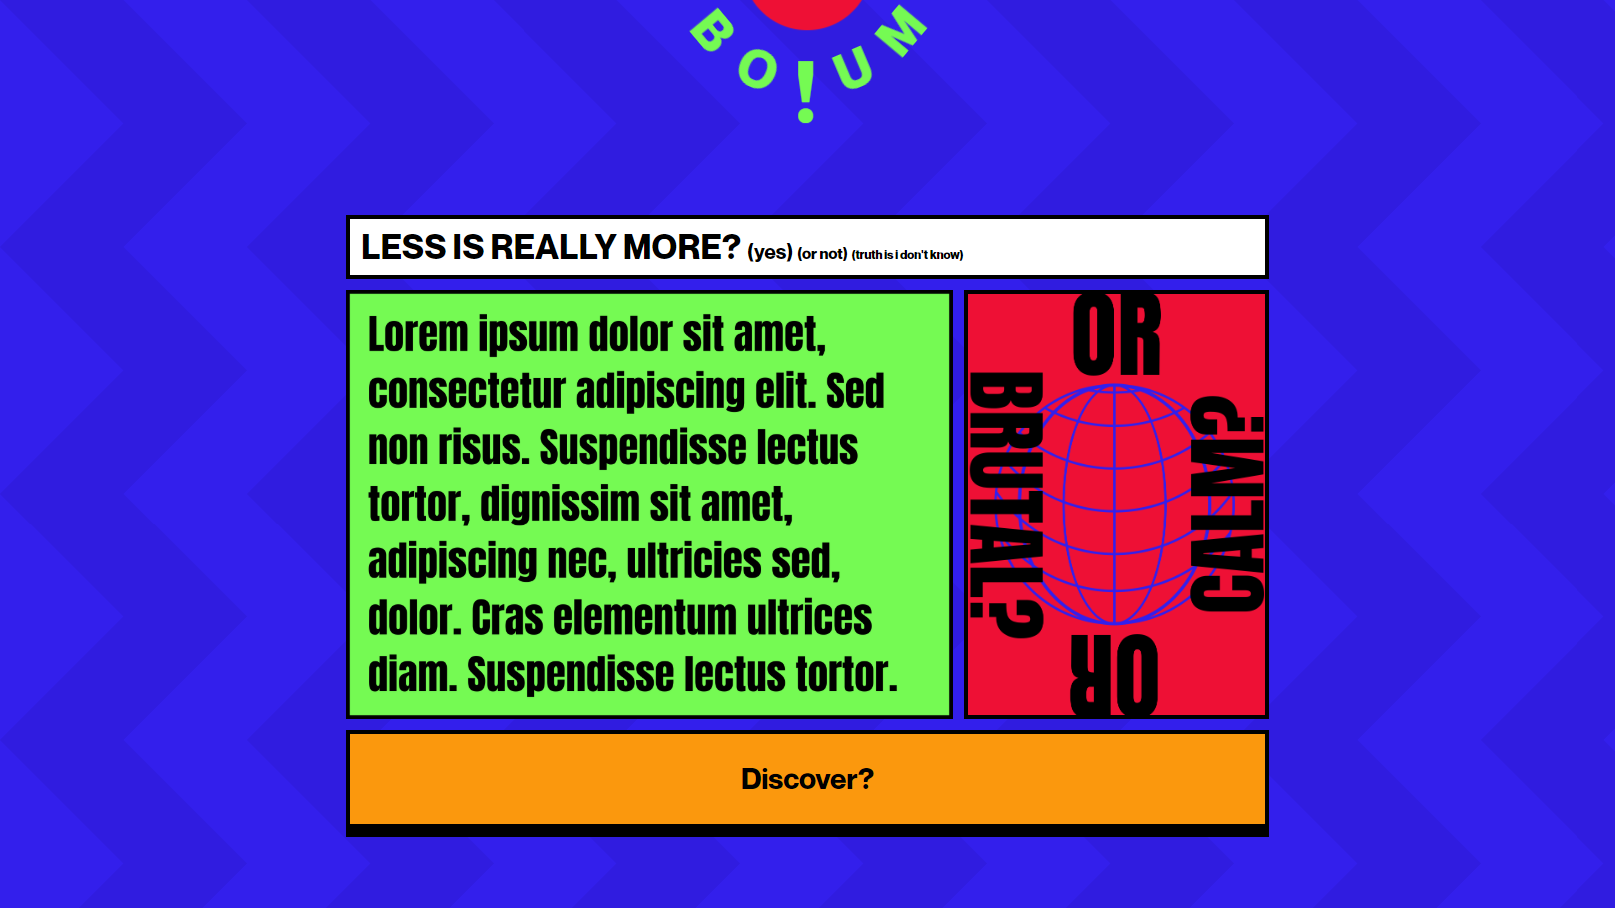 BO!UM
LESS IS REALLY MORE? (yes) (or not) (truth is i don't know)
Lorem ipsum dolor sit amet,
consectetur adipiscing elit. Sed
non risus. Suspendisse lectus
tortor, dignissim sit amet,
adipiscing nec, ultricies sed,
dolor. Cras elementum ultrices
diam. Suspendisse lectus tortor.
OR
BRUTAL?
CALM?
OR
Discover?